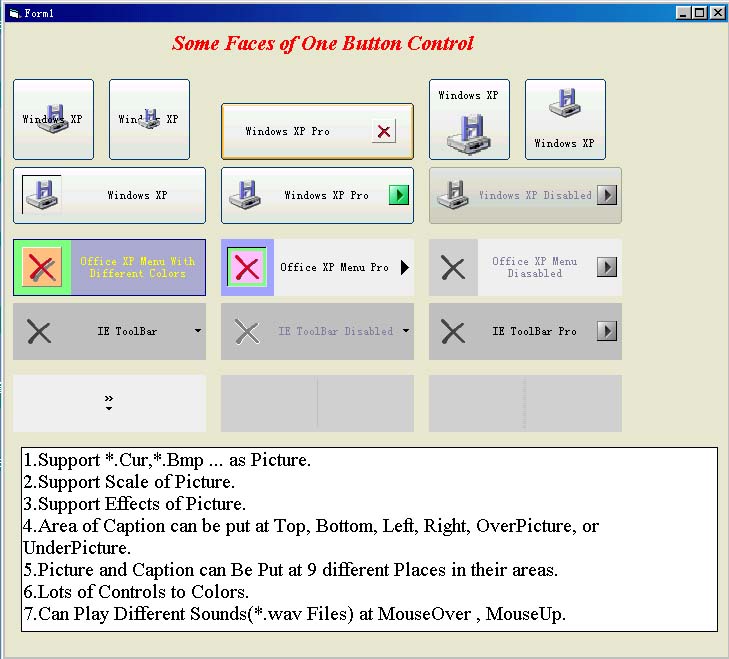 Form1
Some Faces of One Button Control
Windows XP
Windows XP
Windows XP Pro
Windows XP
Windows XP
Windows XP
Windows XP Pro
Windows XP Disabled
Office XP Menu With
Different Colors
Office XP Menu Pro
Office XP Menu
Diasabled
IE ToolBar
IE ToolBar Disabled
IE ToolBar Pro
1.Support *.Cur,*.Bmp ... as Picture.
2.Support Scale of Picture.
3.Support Effects of Picture.
4.Area of Caption can be put at Top, Bottom, Left, Right, OverPicture, or
UnderPicture.
5.Picture and Caption can Be Put at 9 different Places in their areas.
6.Lots of Controls to Colors.
7.Can Play Different Sounds(*.wav Files) at MouseOver , MouseUp.